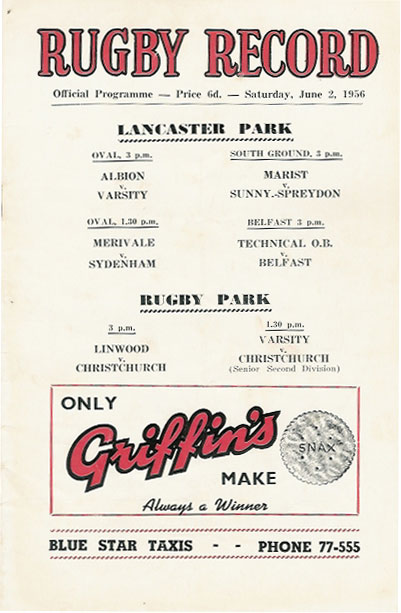 RUGBY RECORD
Official Programme — Price 6d. — Saturday, June 2, 1956
LANCASTER PARK
OVAL, 3 p.m.
ALBION
v.
VARSITY
SOUTH GROUND, 3 p.m.
MARIST
v.
SUNNY.-SPREYDON
OVAL, 1.30 p.m.
MERIVALE
v.
SYDENHAM
BELFAST 3 p.m.
TECHNICAL O.B.
v.
BELFAST
RUGBY PARK
3 p.m.
LINWOOD
v.
CHRISTCHURCH
1.30 p.m.
VARSITY
v.
CHRISTCHURCH
(Senior Second Division)
ONLY
Griffin's
SNAX
MAKE
Always a Winner
BLUE STAR TAXIS - - PHONE 77-555